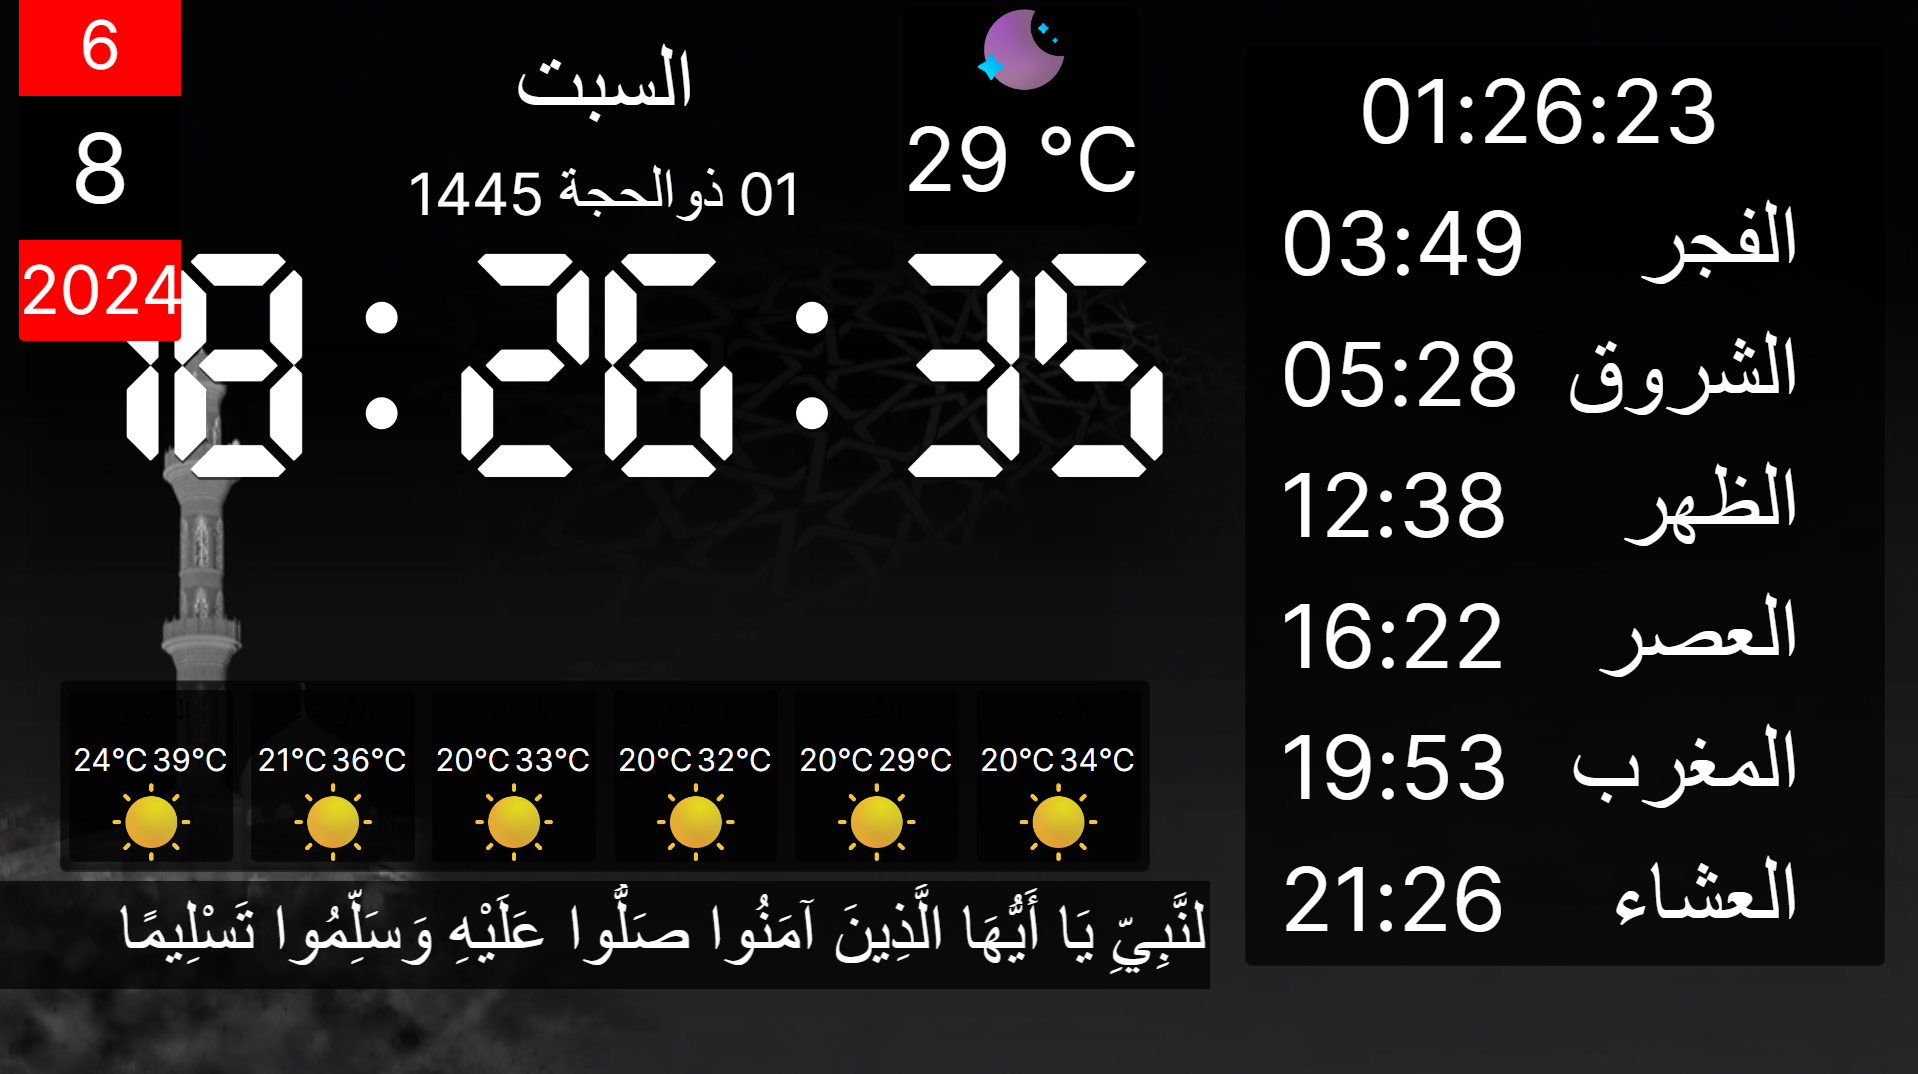 6
8
2024
السبت
01 ذوالحجة 1445
29 °C
18:26:35
01:26:23
الفجر 03:49
الشروق 05:28
الظهر 12:38
العصر 16:22
المغرب 19:53
العشاء 21:26
24°C 39°C
21°C 36°C
20°C 33°C
20°C 32°C
20°C 29°C
20°C 34°C
لنَّبِيِّ يَا أَيُّهَا الَّذِينَ آمَنُوا صَلُّوا عَلَيْهِ وَسَلِّمُوا تَسْلِيمًا